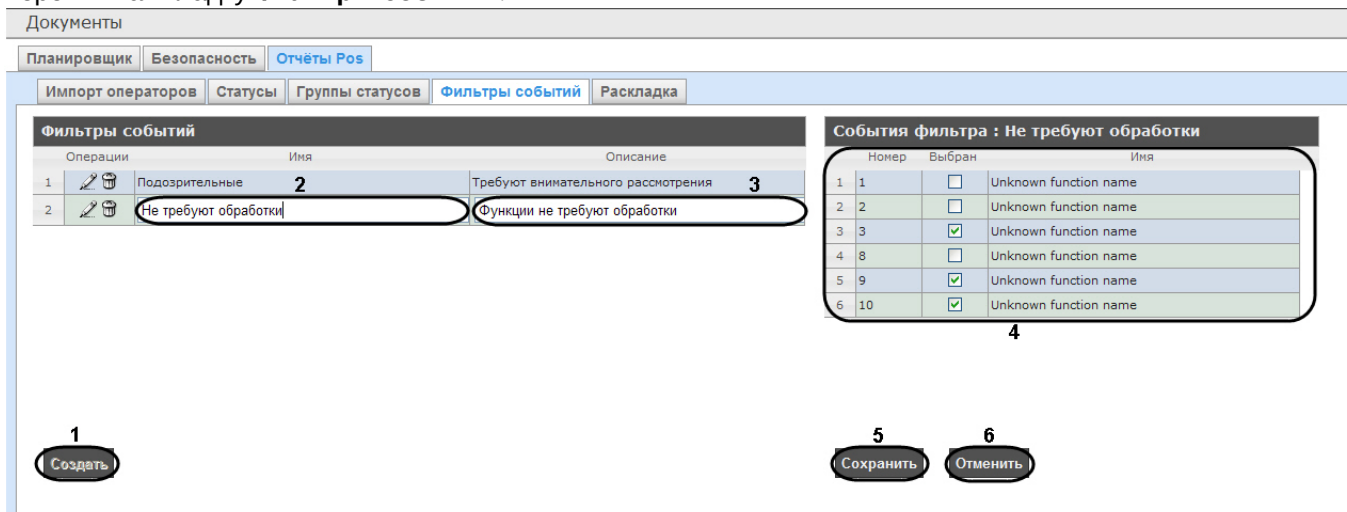 Документы
Планировщик Безопасность Отчёты Pos
Импорт операторов Статусы Группы статусов Фильтры событий Раскладка
Фильтры событий
Операции Имя Описание
1 Подозрительные 2 Требуют внимательного рассмотрения 3
2 Не требуют обработки Функции не требуют обработки
События фильтра : Не требуют обработки
Номер Выбран Имя
1 1 Unknown function name
2 2 Unknown function name
3 3 Unknown function name
4 8 Unknown function name
5 9 Unknown function name
6 10 Unknown function name
4
1
Создать
5 6
Сохранить Отменить